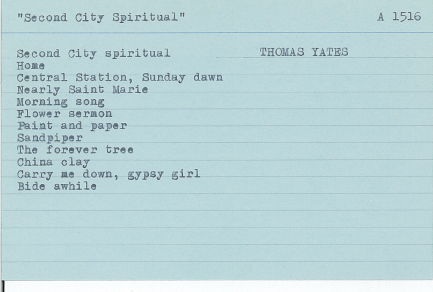 "Second City Spiritual" A 1516
Second City spiritual THOMAS YATES
Home
Central Station, Sunday dawn
Nearly Saint Marie
Morning song
Flower sermon
Paint and paper
Sandpiper
The forever tree
China clay
Carry me down, gypsy girl
Bide awhile